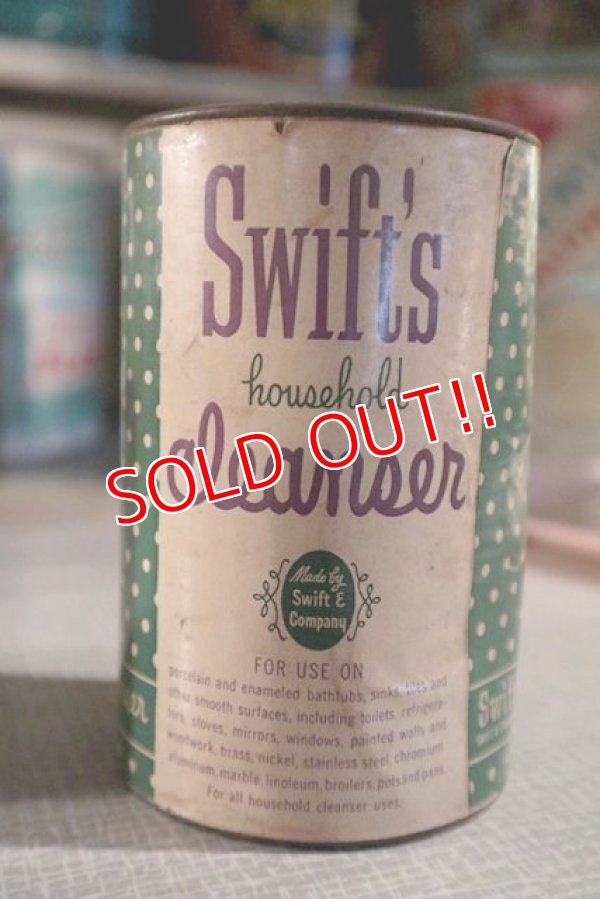 Swift's
household
SOLD OUT!!
cleanser
Made by
Swift &
Company
FOR USE ON
porcelain and enameled bathtubs, sinks, tiles and
other smooth surfaces, including toilets, refrigera-
tors, stoves, mirrors, windows, painted walls and
woodwork, brass, nickel, stainless steel, chromium
aluminum, marble, linoleum, broilers, pots and pans.
For all household cleanser uses.